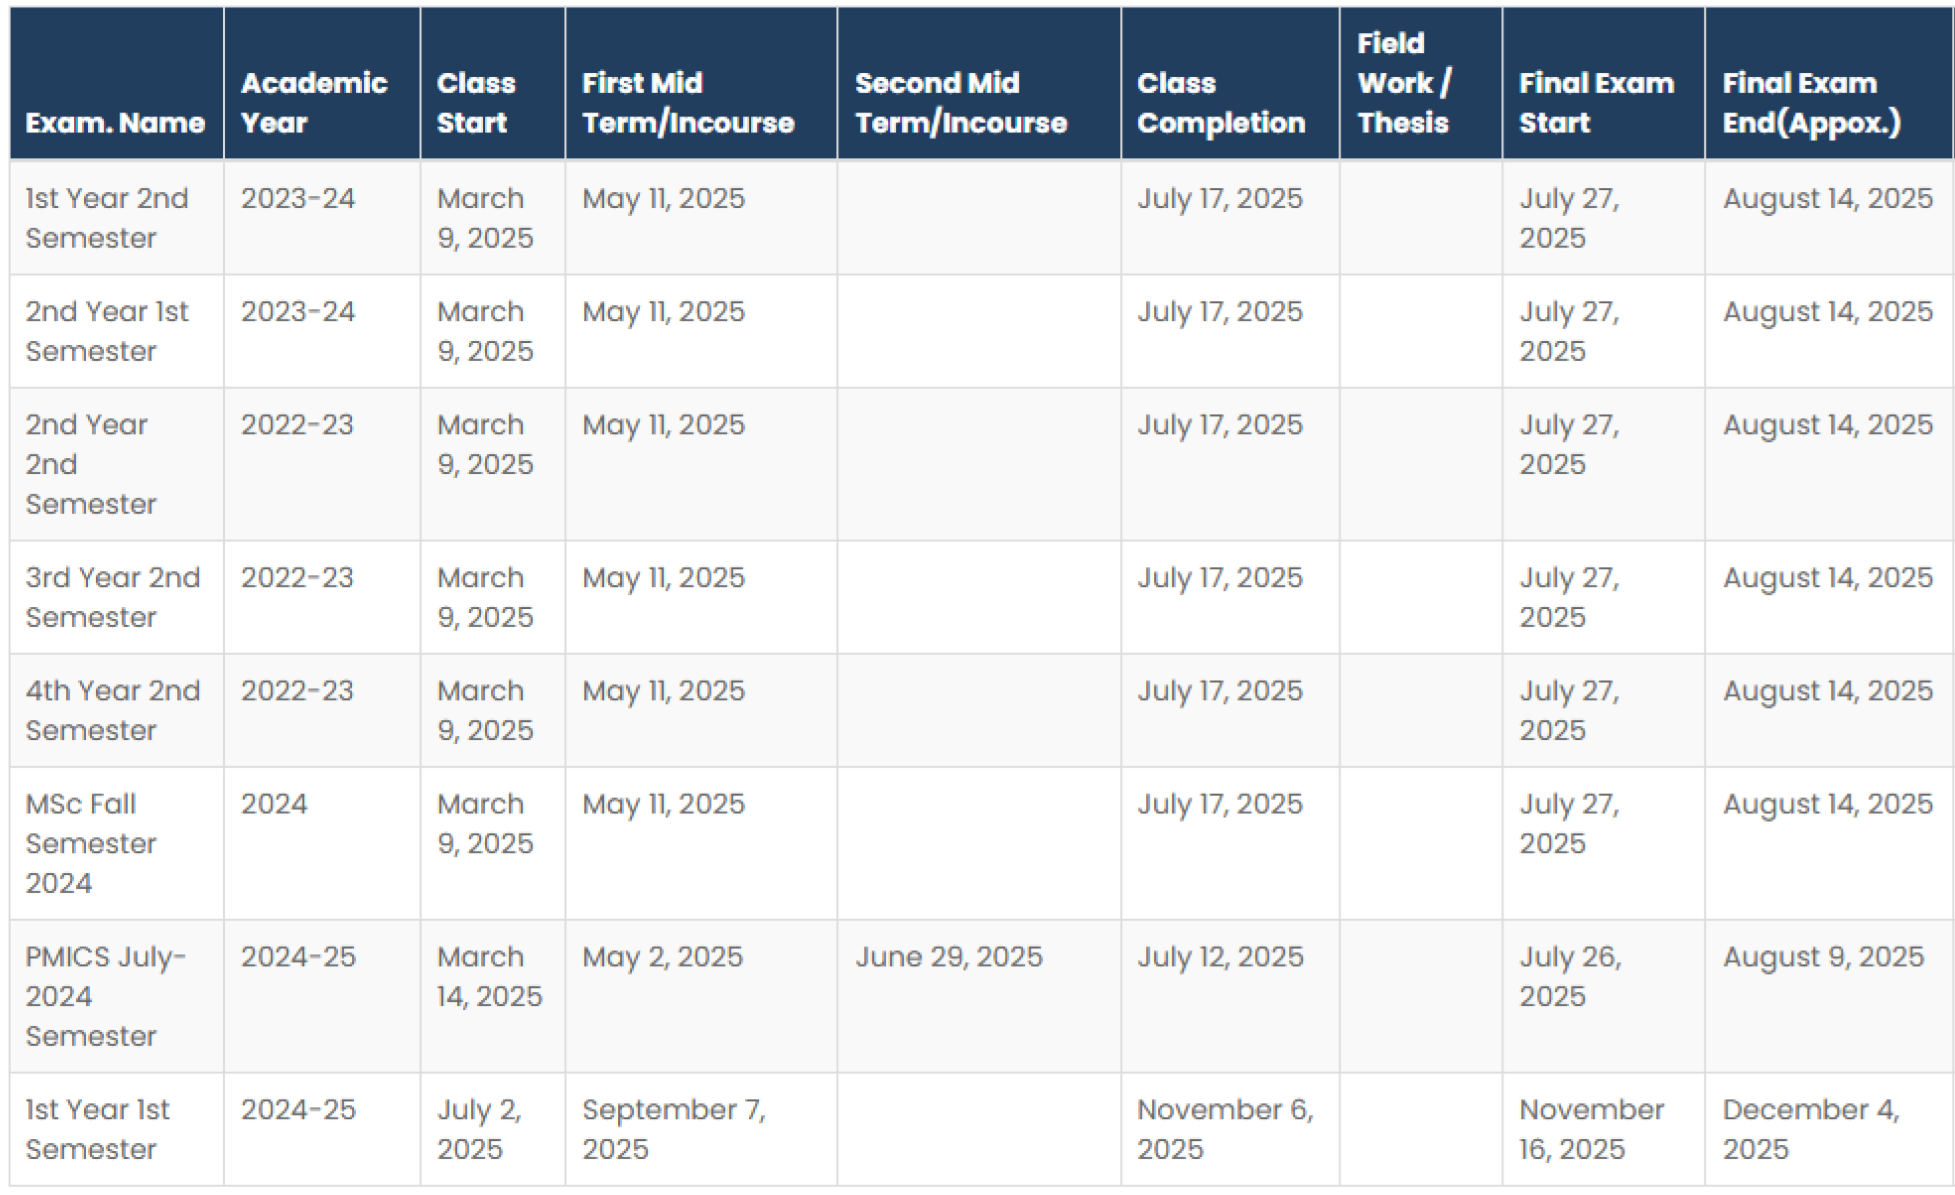 Exam. Name | Academic Year | Class Start | First Mid Term/Incourse | Second Mid Term/Incourse | Class Completion | Field Work / Thesis | Final Exam Start | Final Exam End(Appox.)
1st Year 2nd Semester | 2023-24 | March 9, 2025 | May 11, 2025 | | July 17, 2025 | | July 27, 2025 | August 14, 2025
2nd Year 1st Semester | 2023-24 | March 9, 2025 | May 11, 2025 | | July 17, 2025 | | July 27, 2025 | August 14, 2025
2nd Year 2nd Semester | 2022-23 | March 9, 2025 | May 11, 2025 | | July 17, 2025 | | July 27, 2025 | August 14, 2025
3rd Year 2nd Semester | 2022-23 | March 9, 2025 | May 11, 2025 | | July 17, 2025 | | July 27, 2025 | August 14, 2025
4th Year 2nd Semester | 2022-23 | March 9, 2025 | May 11, 2025 | | July 17, 2025 | | July 27, 2025 | August 14, 2025
MSc Fall Semester 2024 | 2024 | March 9, 2025 | May 11, 2025 | | July 17, 2025 | | July 27, 2025 | August 14, 2025
PMICS July-2024 Semester | 2024-25 | March 14, 2025 | May 2, 2025 | June 29, 2025 | July 12, 2025 | | July 26, 2025 | August 9, 2025
1st Year 1st Semester | 2024-25 | July 2, 2025 | September 7, 2025 | | November 6, 2025 | | November 16, 2025 | December 4, 2025